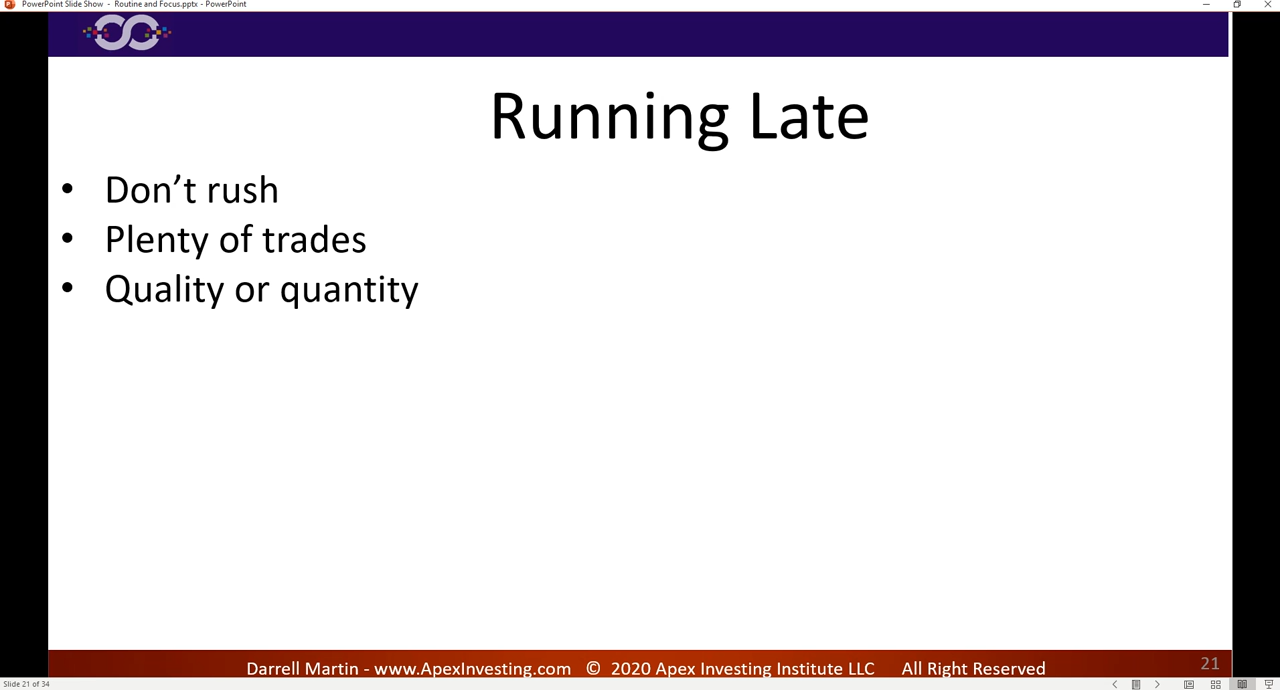 PowerPoint Slide Show - Routine and Focus.pptx - PowerPoint
Running Late
• Don’t rush
• Plenty of trades
• Quality or quantity
Darrell Martin - www.ApexInvesting.com © 2020 Apex Investing Institute LLC All Right Reserved
21
Slide 21 of 34